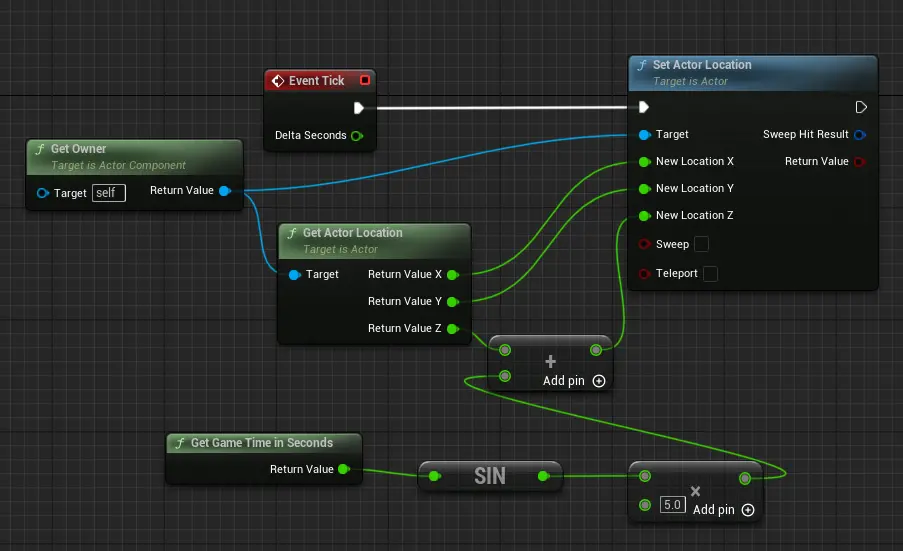 Event Tick
Delta Seconds
f Set Actor Location
Target is Actor
Target
Sweep Hit Result
New Location X
Return Value
New Location Y
New Location Z
Sweep
Teleport
f Get Owner
Target is Actor Component
Target self Return Value
f Get Actor Location
Target is Actor
Target
Return Value X
Return Value Y
Return Value Z
+
Add pin
f Get Game Time in Seconds
Return Value
SIN
×
5.0
Add pin